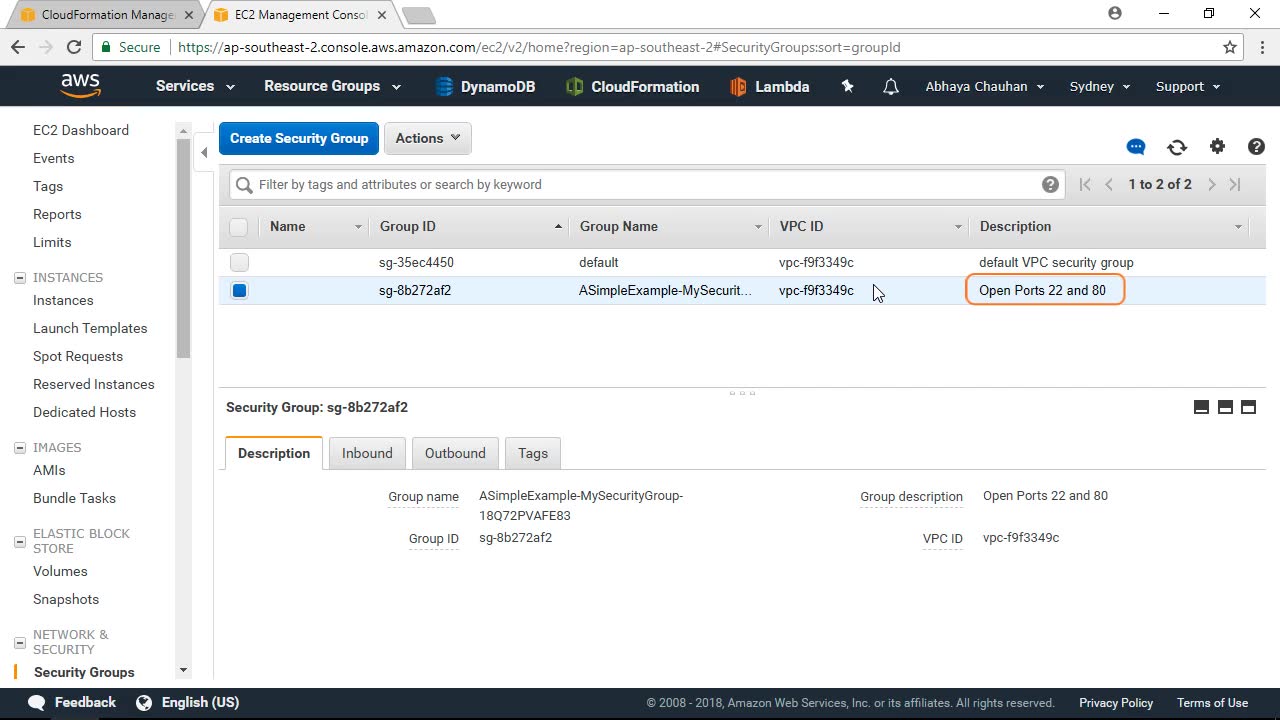 CloudFormation Manage
EC2 Management Conso
Secure
https://ap-southeast-2.console.aws.amazon.com/ec2/v2/home?region=ap-southeast-2#SecurityGroups:sort=groupId
aws
Services
Resource Groups
DynamoDB
CloudFormation
Lambda
Abhaya Chauhan
Sydney
Support
EC2 Dashboard
Events
Tags
Reports
Limits
INSTANCES
Instances
Launch Templates
Spot Requests
Reserved Instances
Dedicated Hosts
IMAGES
AMIs
Bundle Tasks
ELASTIC BLOCK
STORE
Volumes
Snapshots
NETWORK &
SECURITY
Security Groups
Create Security Group
Actions
Filter by tags and attributes or search by keyword
1 to 2 of 2
Name
Group ID
Group Name
VPC ID
Description
sg-35ec4450
default
vpc-f9f3349c
default VPC security group
sg-8b272af2
ASimpleExample-MySecurit...
vpc-f9f3349c
Open Ports 22 and 80
Security Group: sg-8b272af2
Description
Inbound
Outbound
Tags
Group name
ASimpleExample-MySecurityGroup-
18Q72PVAFE83
Group description
Open Ports 22 and 80
Group ID
sg-8b272af2
VPC ID
vpc-f9f3349c
Feedback
English (US)
© 2008 - 2018, Amazon Web Services, Inc. or its affiliates. All rights reserved.
Privacy Policy
Terms of Use